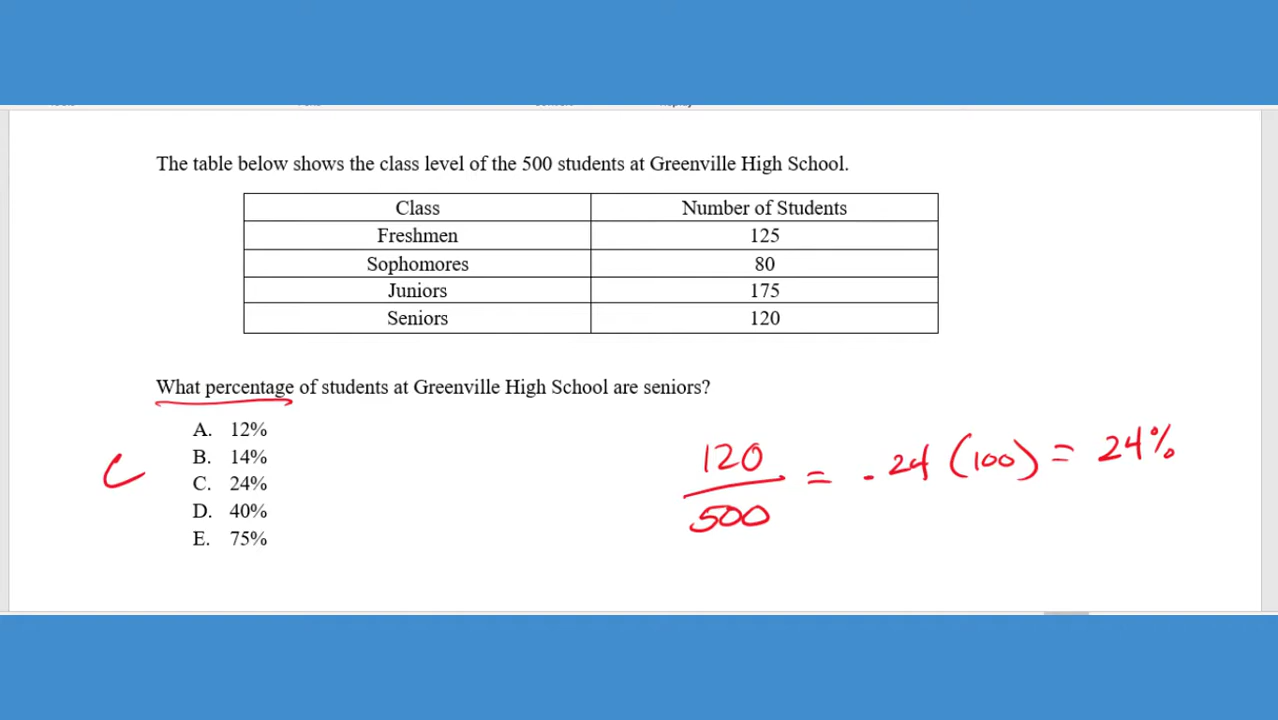 The table below shows the class level of the 500 students at Greenville High School.
Class Number of Students
Freshmen 125
Sophomores 80
Juniors 175
Seniors 120
What percentage of students at Greenville High School are seniors?
A. 12%
B. 14%
C. 24%
D. 40%
E. 75%
C
120
500
= .24 (100) = 24%